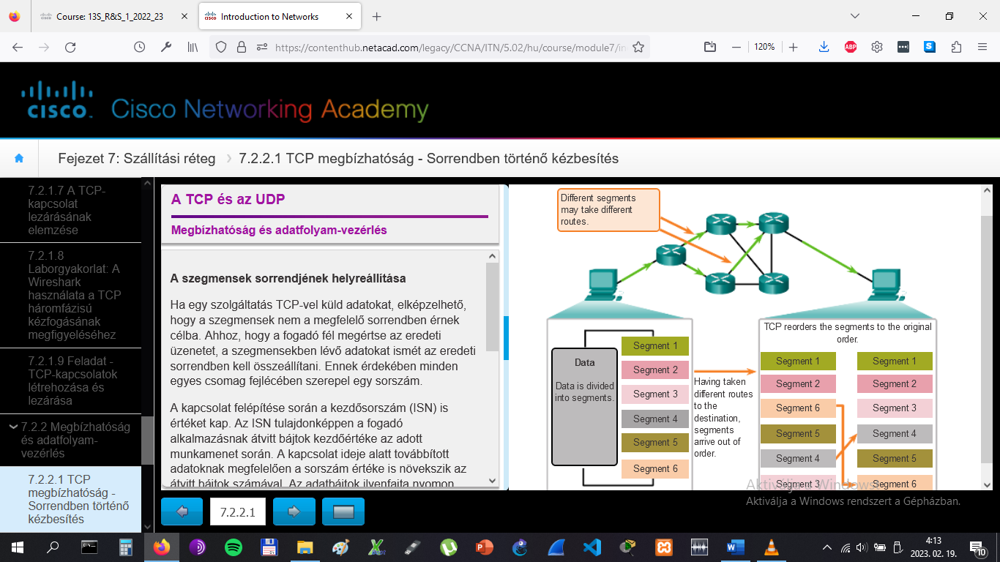 Course: 13S_R&S_1_2022_23
Introduction to Networks
https://contenthub.netacad.com/legacy/CCNA/ITN/5.02/hu/course/module7/in
120%
ABP
S
CISCO
Cisco Networking Academy
Fejezet 7: Szállítási réteg
7.2.2.1 TCP megbízhatóság - Sorrendben történő kézbesítés
7.2.1.7 A TCP-
kapcsolat
lezárásának
elemzése
7.2.1.8
Laborgyakorlat: A
Wireshark
használata a TCP
háromfázisú
kézfogásának
megfigyeléséhez
7.2.1.9 Feladat -
TCP-kapcsolatok
létrehozása és
lezárása
7.2.2 Megbízhatóság
és adatfolyam-
vezérlés
7.2.2.1 TCP
megbízhatóság -
Sorrendben történő
kézbesítés
A TCP és az UDP
Megbízhatóság és adatfolyam-vezérlés
A szegmensek sorrendjének helyreállítása
Ha egy szolgáltatás TCP-vel küld adatokat, elképzelhető,
hogy a szegmensek nem a megfelelő sorrendben érnek
célba. Ahhoz, hogy a fogadó fél megértse az eredeti
üzenetet, a szegmensekben lévő adatokat ismét az eredeti
sorrendben kell összeállítani. Ennek érdekében minden
egyes csomag fejlécében szerepel egy sorszám.
A kapcsolat felépítése során a kezdősorszám (ISN) is
értéket kap. Az ISN tulajdonképpen a fogadó
alkalmazásnak átvitt bájtok kezdőértéke az adott
munkamenet során. A kapcsolat ideje alatt továbbított
adatoknak megfelelően a sorszám értéke is növekszik az
átvitt bájtok számával. Az adatbájtok ilyenfajta nyomon
7.2.2.1
Different segments
may take different
routes.
Data
Data is divided
into segments.
Segment 1
Segment 2
Segment 3
Segment 4
Segment 5
Segment 6
Having taken
different routes
to the
destination,
segments
arrive out of
order.
TCP reorders the segments to the original
order.
Segment 1
Segment 2
Segment 6
Segment 5
Segment 4
Segment 3
Segment 1
Segment 2
Segment 3
Segment 4
Segment 5
Segment 6
Aktiválja a Windows
Aktiválja a Windows rendszert a Gépházban.
4:13
2023. 02. 19.
10